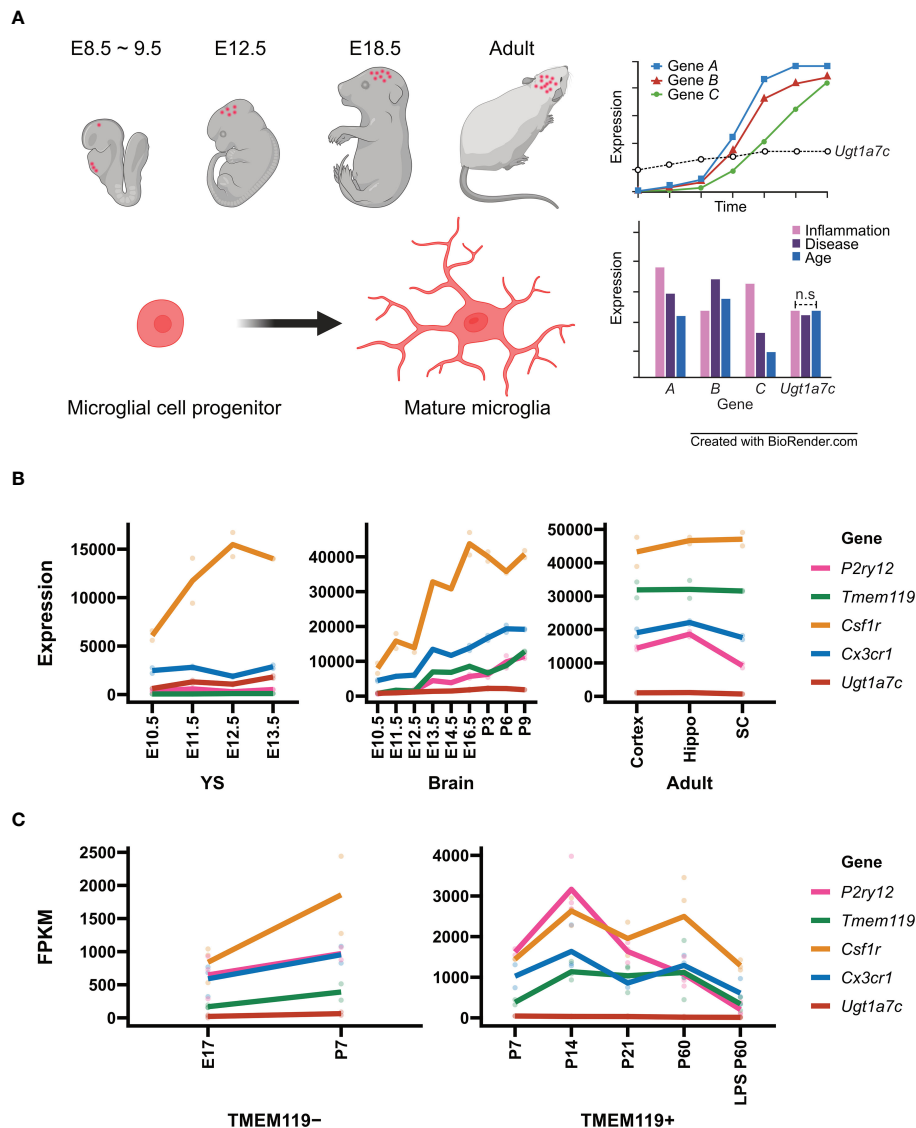 A
E8.5 ~ 9.5
E12.5
E18.5
Adult
Gene A
Gene B
Gene C
Expression
Ugt1a7c
Time
Inflammation
Disease
Age
Expression
n.s
A
B
C
Ugt1a7c
Gene
Microglial cell progenitor
Mature microglia
Created with BioRender.com
B
Expression
15000
10000
5000
0
E10.5
E11.5
E12.5
E13.5
YS
40000
30000
20000
10000
0
E10.5
E11.5
E12.5
E13.5
E14.5
E16.5
P3
P6
P9
Brain
50000
40000
30000
20000
10000
0
Cortex
Hippo
SC
Adult
Gene
P2ry12
Tmem119
Csf1r
Cx3cr1
Ugt1a7c
C
FPKM
2500
2000
1500
1000
500
0
E17
P7
TMEM119−
4000
3000
2000
1000
0
P7
P14
P21
P60
LPS P60
TMEM119+
Gene
P2ry12
Tmem119
Csf1r
Cx3cr1
Ugt1a7c